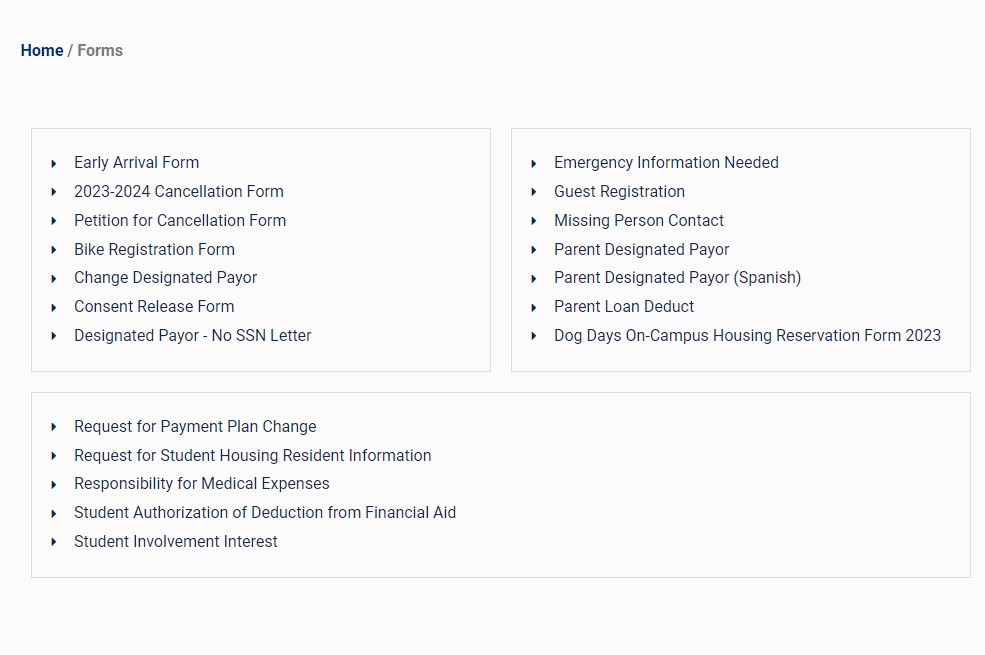 Home / Forms
Early Arrival Form
2023-2024 Cancellation Form
Petition for Cancellation Form
Bike Registration Form
Change Designated Payor
Consent Release Form
Designated Payor - No SSN Letter
Emergency Information Needed
Guest Registration
Missing Person Contact
Parent Designated Payor
Parent Designated Payor (Spanish)
Parent Loan Deduct
Dog Days On-Campus Housing Reservation Form 2023
Request for Payment Plan Change
Request for Student Housing Resident Information
Responsibility for Medical Expenses
Student Authorization of Deduction from Financial Aid
Student Involvement Interest